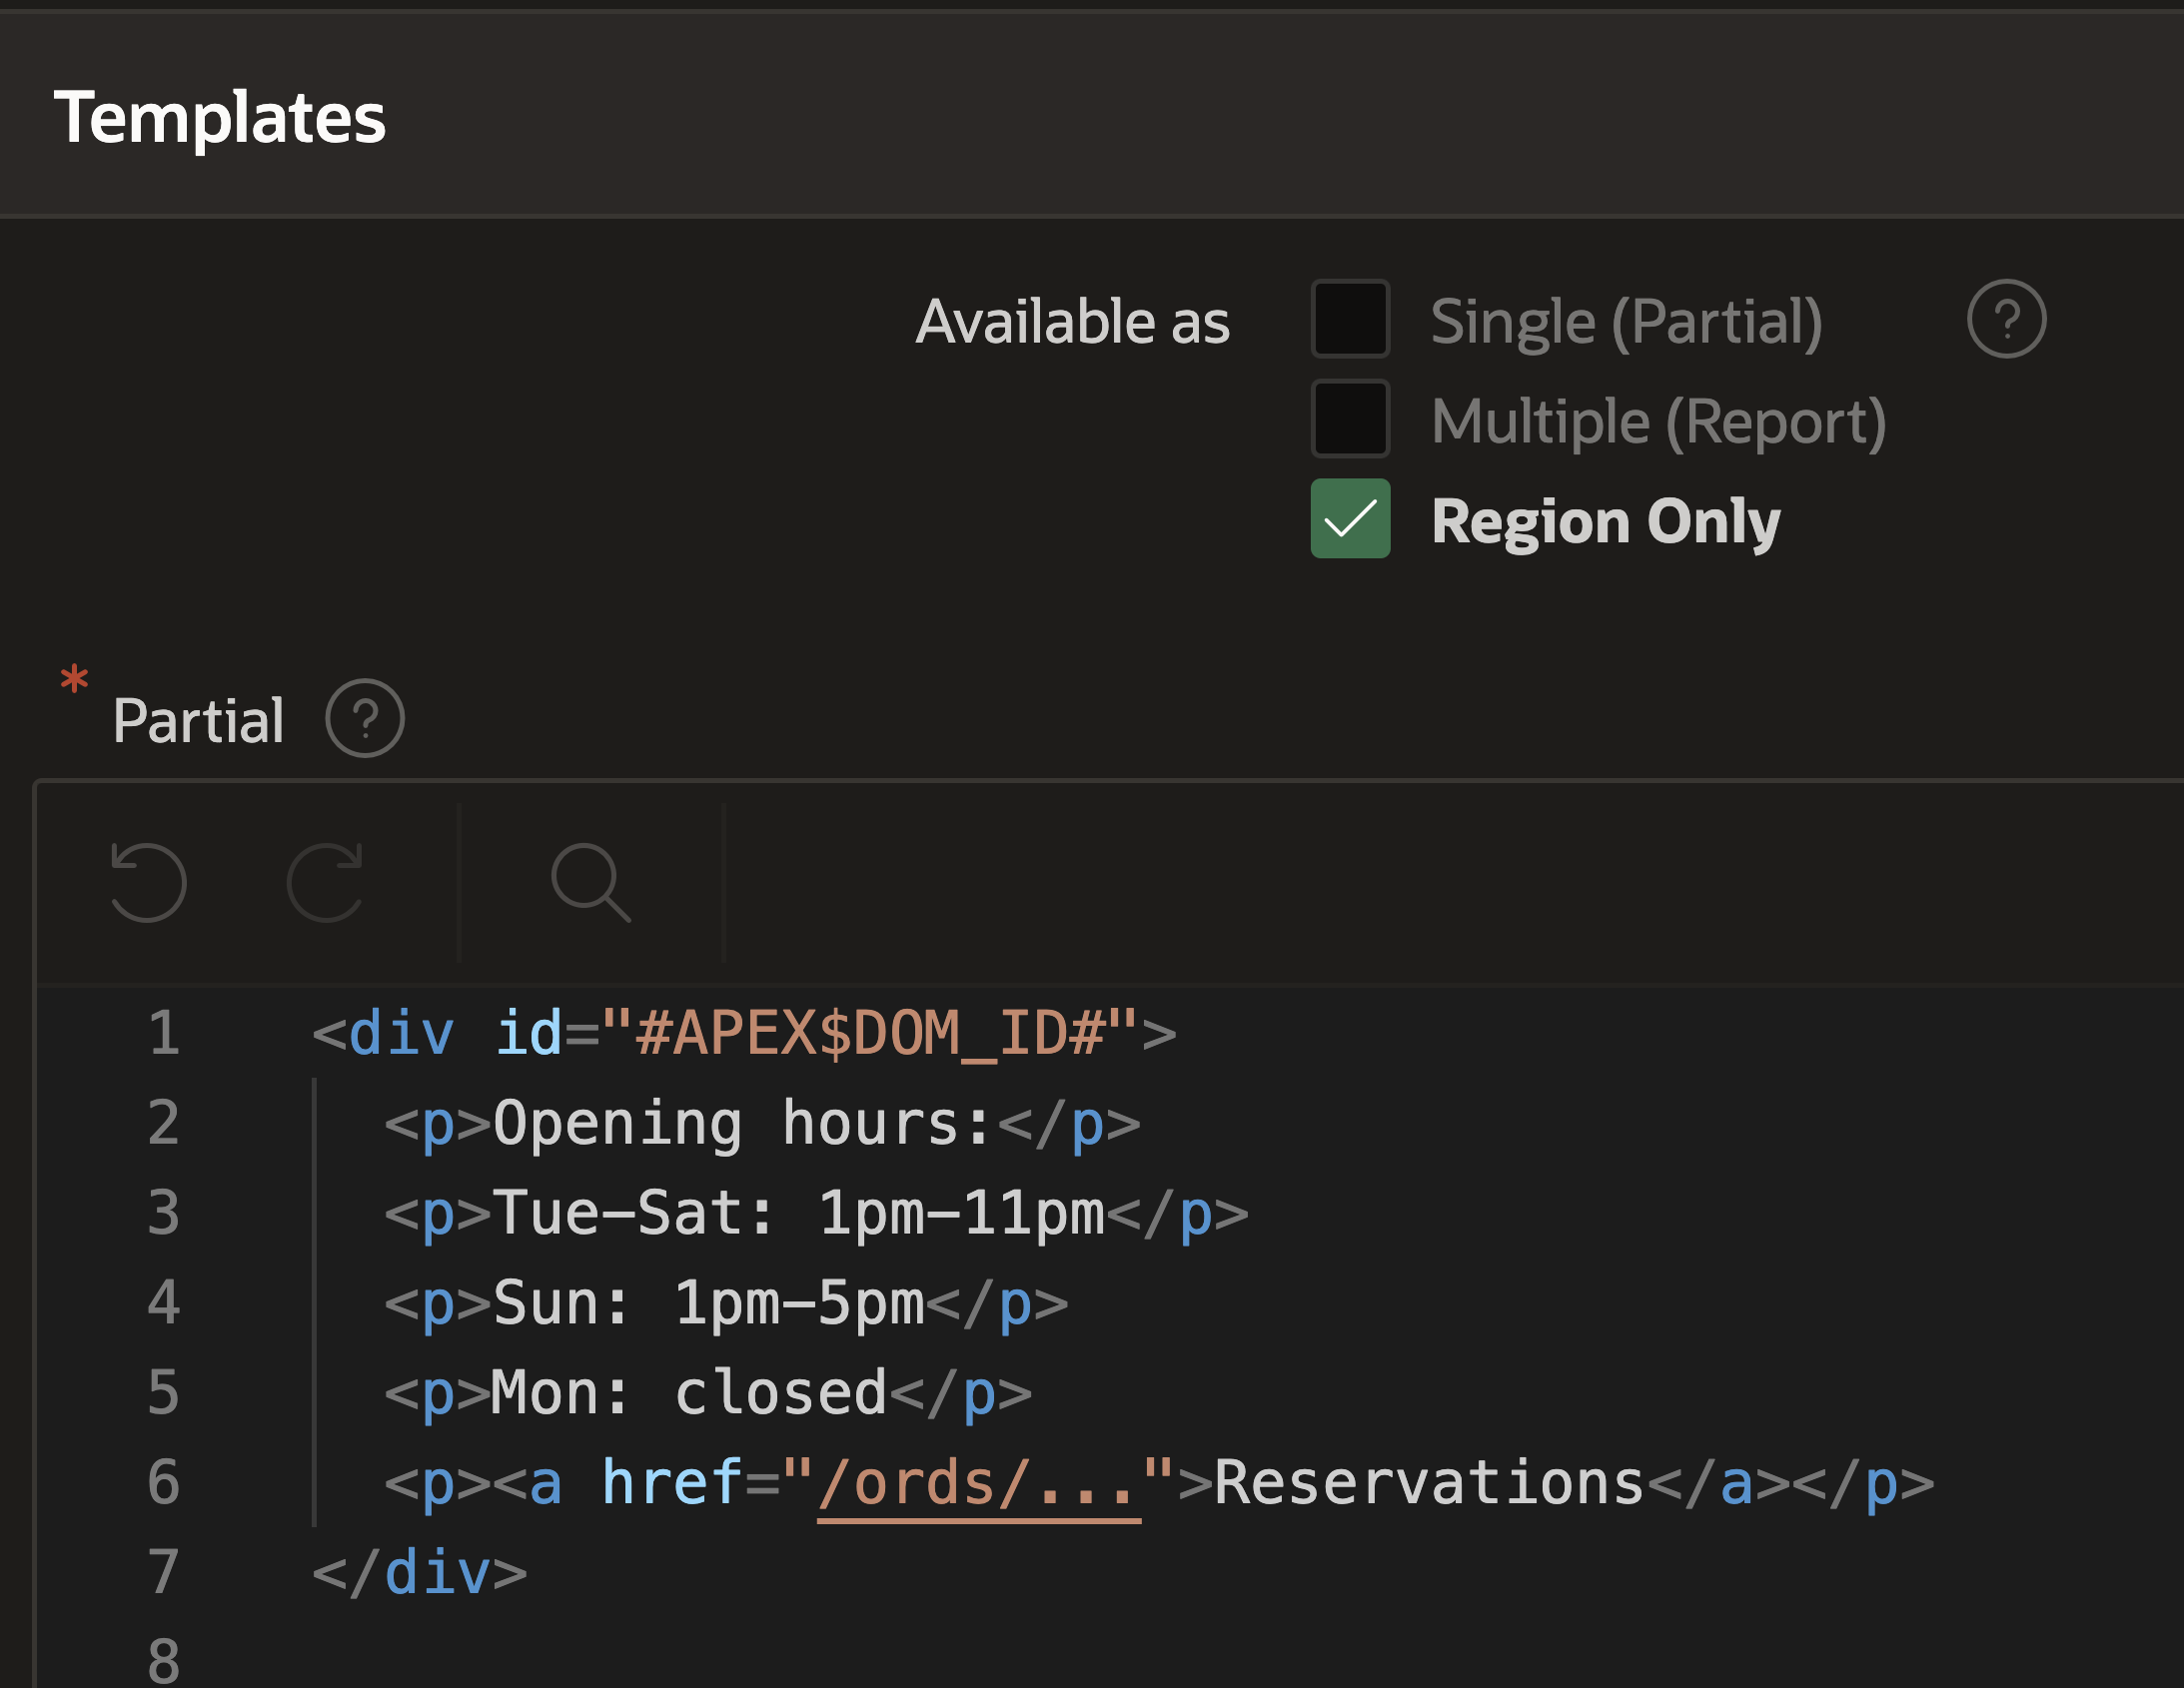 Templates
Available as
Single (Partial)
Multiple (Report)
Region Only
* Partial
1 <div id="#APEX$DOM_ID#">
2 <p>Opening hours:</p>
3 <p>Tue–Sat: 1pm–11pm</p>
4 <p>Sun: 1pm–5pm</p>
5 <p>Mon: closed</p>
6 <p><a href="/ords/...">Reservations</a></p>
7 </div>
8